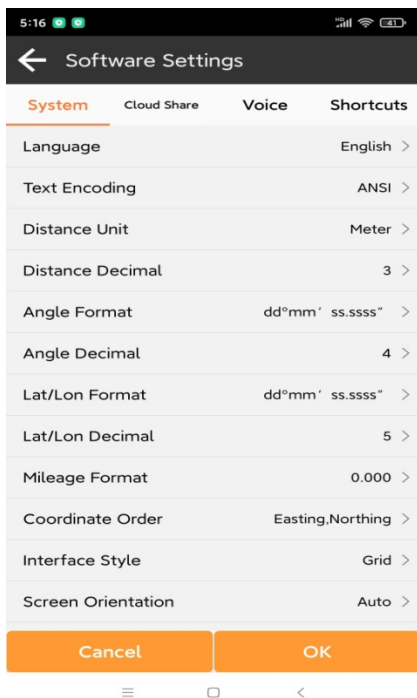 5:16 HD 41
Software Settings
System Cloud Share Voice Shortcuts
Language English >
Text Encoding ANSI >
Distance Unit Meter >
Distance Decimal 3 >
Angle Format dd°mm′ ss.ssss″ >
Angle Decimal 4 >
Lat/Lon Format dd°mm′ ss.ssss″ >
Lat/Lon Decimal 5 >
Mileage Format 0.000 >
Coordinate Order Easting,Northing >
Interface Style Grid >
Screen Orientation Auto >
Cancel OK